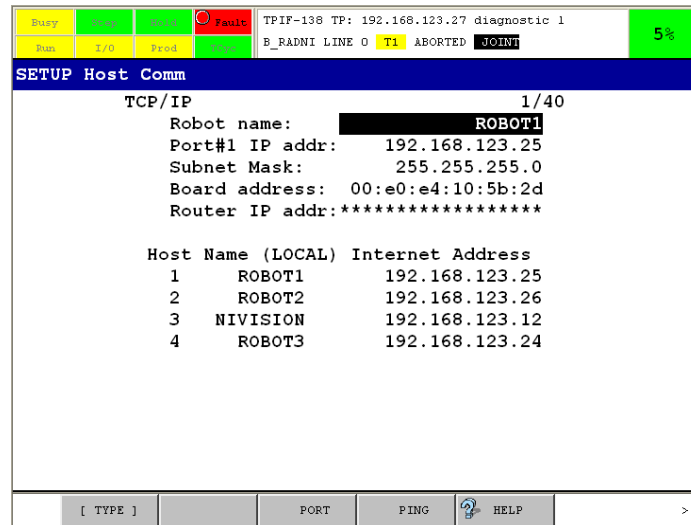 Busy Step Hold Fault TPIF-138 TP: 192.168.123.27 diagnostic l
Run I/O Prod TCyc B_RADNI LINE 0 T1 ABORTED JOINT 5%
SETUP Host Comm
TCP/IP 1/40
Robot name: ROBOT1
Port#1 IP addr: 192.168.123.25
Subnet Mask: 255.255.255.0
Board address: 00:e0:e4:10:5b:2d
Router IP addr:******************
Host Name (LOCAL) Internet Address
1 ROBOT1 192.168.123.25
2 ROBOT2 192.168.123.26
3 NIVISION 192.168.123.12
4 ROBOT3 192.168.123.24
[ TYPE ] PORT PING HELP >